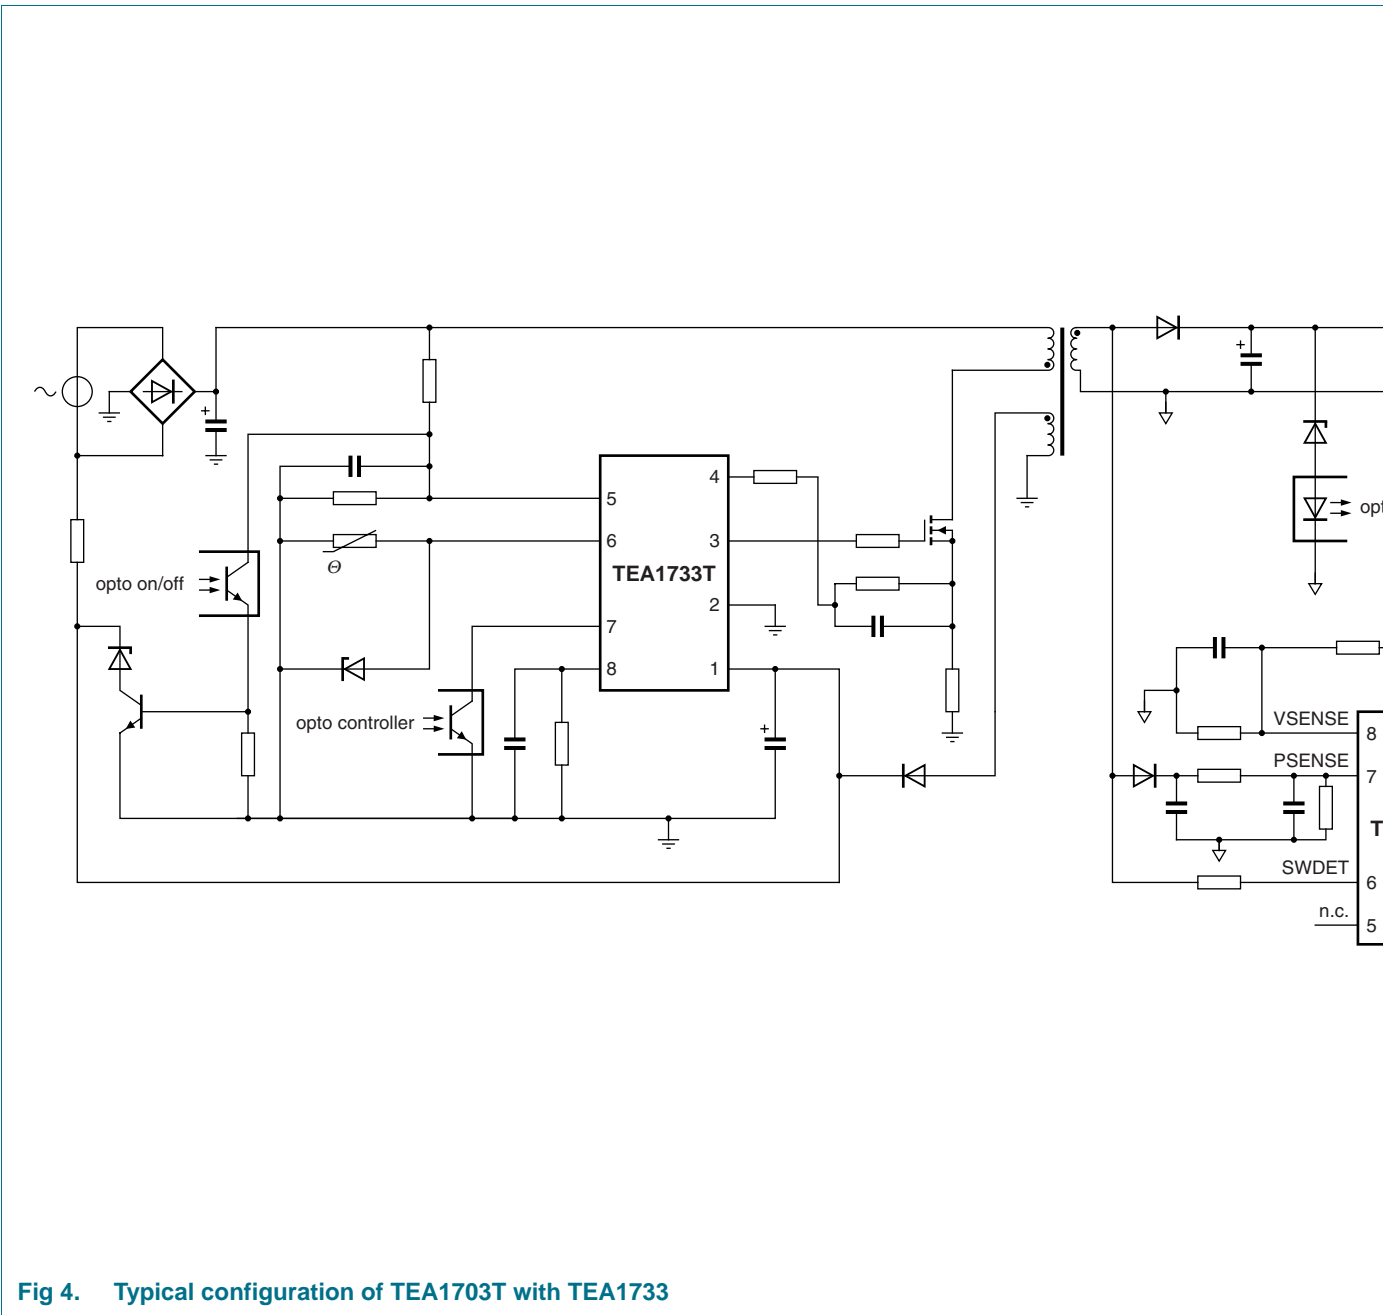 +
+
4
5
opt
6
3
Θ
TEA1733T
opto on/off
2
7
8
1
VSENSE
opto controller
+
8
PSENSE
7
T
SWDET
6
n.c.
5
Fig 4. Typical configuration of TEA1703T with TEA1733